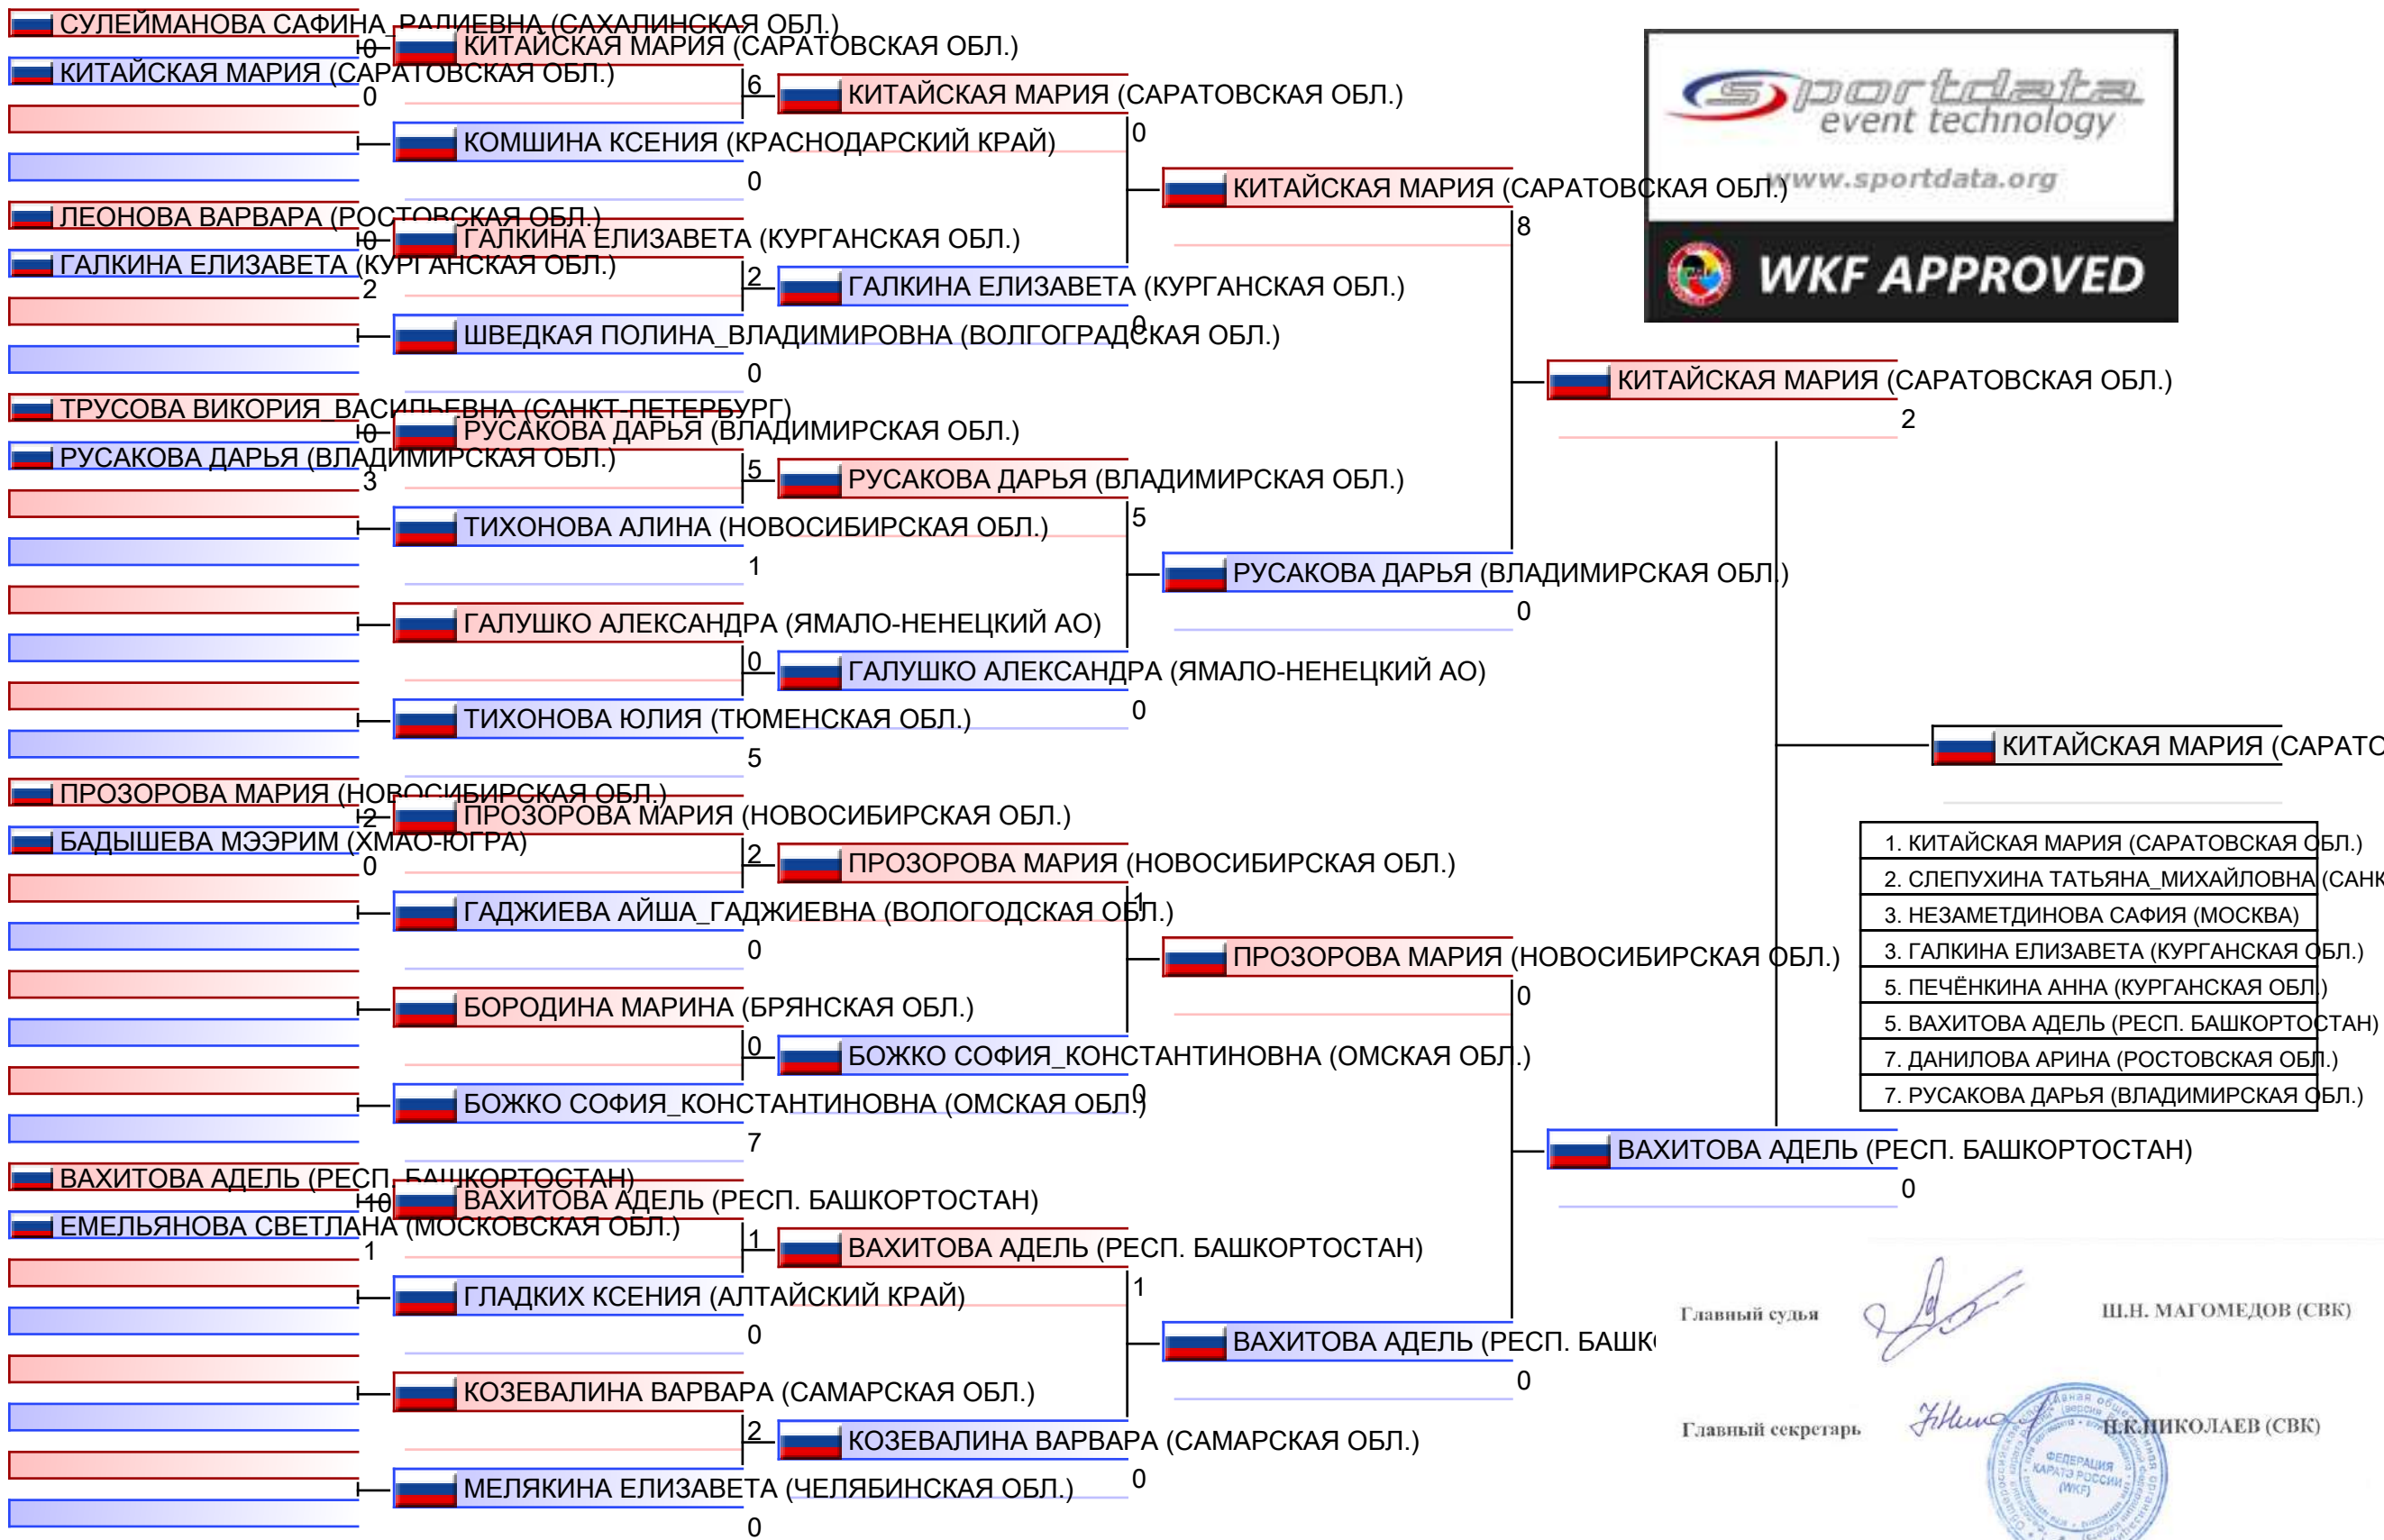 СУЛЕЙМАНОВА САФИНА_РАДИЕВНА (САХАЛИНСКАЯ ОБЛ.)
0
КИТАЙСКАЯ МАРИЯ (САРАТОВСКАЯ ОБЛ.)
0
ЛЕОНОВА ВАРВАРА (РОСТОВСКАЯ ОБЛ.)
0
ГАЛКИНА ЕЛИЗАВЕТА (КУРГАНСКАЯ ОБЛ.)
2
ТРУСОВА ВИКОРИЯ_ВАСИЛЬЕВНА (САНКТ-ПЕТЕРБУРГ)
0
РУСАКОВА ДАРЬЯ (ВЛАДИМИРСКАЯ ОБЛ.)
3
ПРОЗОРОВА МАРИЯ (НОВОСИБИРСКАЯ ОБЛ.)
2
БАДЫШЕВА МЭЭРИМ (ХМАО-ЮГРА)
0
ВАХИТОВА АДЕЛЬ (РЕСП. БАШКОРТОСТАН)
10
ЕМЕЛЬЯНОВА СВЕТЛАНА (МОСКОВСКАЯ ОБЛ.)
1
КИТАЙСКАЯ МАРИЯ (САРАТОВСКАЯ ОБЛ.)
6
КОМШИНА КСЕНИЯ (КРАСНОДАРСКИЙ КРАЙ)
0
ГАЛКИНА ЕЛИЗАВЕТА (КУРГАНСКАЯ ОБЛ.)
2
ШВЕДКАЯ ПОЛИНА_ВЛАДИМИРОВНА (ВОЛГОГРАДСКАЯ ОБЛ.)
0
РУСАКОВА ДАРЬЯ (ВЛАДИМИРСКАЯ ОБЛ.)
5
ТИХОНОВА АЛИНА (НОВОСИБИРСКАЯ ОБЛ.)
1
ГАЛУШКО АЛЕКСАНДРА (ЯМАЛО-НЕНЕЦКИЙ АО)
0
ТИХОНОВА ЮЛИЯ (ТЮМЕНСКАЯ ОБЛ.)
5
ПРОЗОРОВА МАРИЯ (НОВОСИБИРСКАЯ ОБЛ.)
2
ГАДЖИЕВА АЙША_ГАДЖИЕВНА (ВОЛОГОДСКАЯ ОБЛ.)
0
БОРОДИНА МАРИНА (БРЯНСКАЯ ОБЛ.)
0
БОЖКО СОФИЯ_КОНСТАНТИНОВНА (ОМСКАЯ ОБЛ.)
7
ВАХИТОВА АДЕЛЬ (РЕСП. БАШКОРТОСТАН)
1
ГЛАДКИХ КСЕНИЯ (АЛТАЙСКИЙ КРАЙ)
0
КОЗЕВАЛИНА ВАРВАРА (САМАРСКАЯ ОБЛ.)
2
МЕЛЯКИНА ЕЛИЗАВЕТА (ЧЕЛЯБИНСКАЯ ОБЛ.)
0
КИТАЙСКАЯ МАРИЯ (САРАТОВСКАЯ ОБЛ.)
0
ГАЛКИНА ЕЛИЗАВЕТА (КУРГАНСКАЯ ОБЛ.)
0
РУСАКОВА ДАРЬЯ (ВЛАДИМИРСКАЯ ОБЛ.)
5
ГАЛУШКО АЛЕКСАНДРА (ЯМАЛО-НЕНЕЦКИЙ АО)
0
ПРОЗОРОВА МАРИЯ (НОВОСИБИРСКАЯ ОБЛ.)
1
БОЖКО СОФИЯ_КОНСТАНТИНОВНА (ОМСКАЯ ОБЛ.)
0
ВАХИТОВА АДЕЛЬ (РЕСП. БАШКОРТОСТАН)
1
КОЗЕВАЛИНА ВАРВАРА (САМАРСКАЯ ОБЛ.)
0
КИТАЙСКАЯ МАРИЯ (САРАТОВСКАЯ ОБЛ.)
8
РУСАКОВА ДАРЬЯ (ВЛАДИМИРСКАЯ ОБЛ.)
0
ПРОЗОРОВА МАРИЯ (НОВОСИБИРСКАЯ ОБЛ.)
0
ВАХИТОВА АДЕЛЬ (РЕСП. БАШК
0
sportdata
event technology
www.sportdata.org
WKF APPROVED
КИТАЙСКАЯ МАРИЯ (САРАТОВСКАЯ ОБЛ.)
2
ВАХИТОВА АДЕЛЬ (РЕСП. БАШКОРТОСТАН)
0
КИТАЙСКАЯ МАРИЯ (САРАТО
1. КИТАЙСКАЯ МАРИЯ (САРАТОВСКАЯ ОБЛ.)
2. СЛЕПУХИНА ТАТЬЯНА_МИХАЙЛОВНА (САНК
3. НЕЗАМЕТДИНОВА САФИЯ (МОСКВА)
3. ГАЛКИНА ЕЛИЗАВЕТА (КУРГАНСКАЯ ОБЛ.)
5. ПЕЧЁНКИНА АННА (КУРГАНСКАЯ ОБЛ.)
5. ВАХИТОВА АДЕЛЬ (РЕСП. БАШКОРТОСТАН)
7. ДАНИЛОВА АРИНА (РОСТОВСКАЯ ОБЛ.)
7. РУСАКОВА ДАРЬЯ (ВЛАДИМИРСКАЯ ОБЛ.)
Главный судья Ш.Н. МАГОМЕДОВ (СВК)
Главный секретарь Н.К.НИКОЛАЕВ (СВК)
ФЕДЕРАЦИЯ
КАРАТЭ РОССИИ
(WKF)